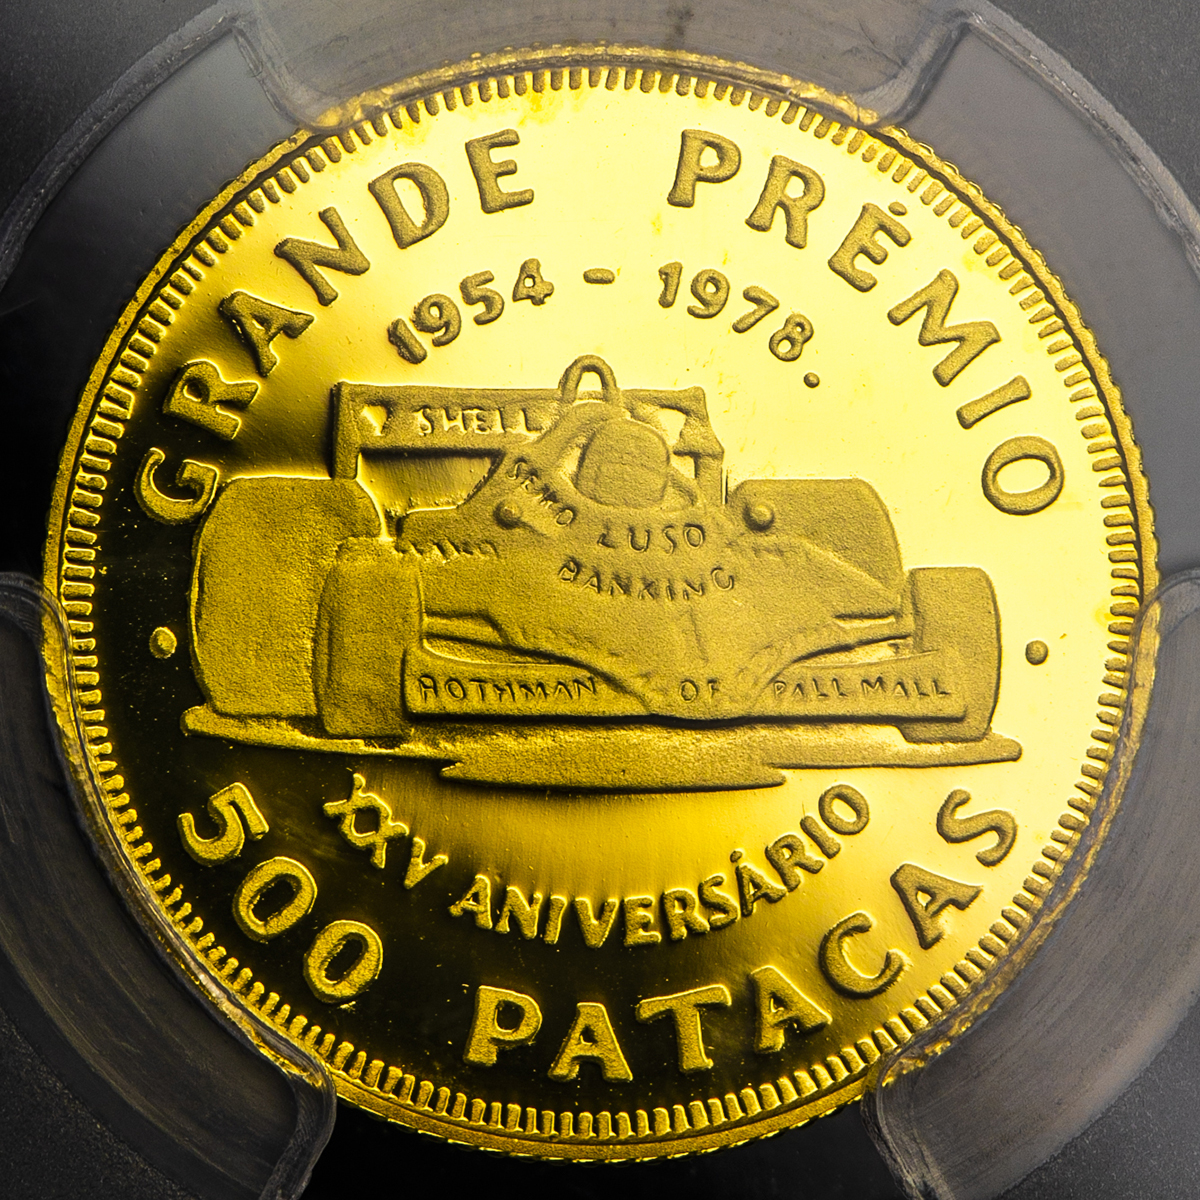 GRANDE PRÉMIO
1954 - 1978.
SHELL
LUSO
BANKING
ROTHMAN OF PALL MALL
XXV ANIVERSÁRIO
500 PATACAS